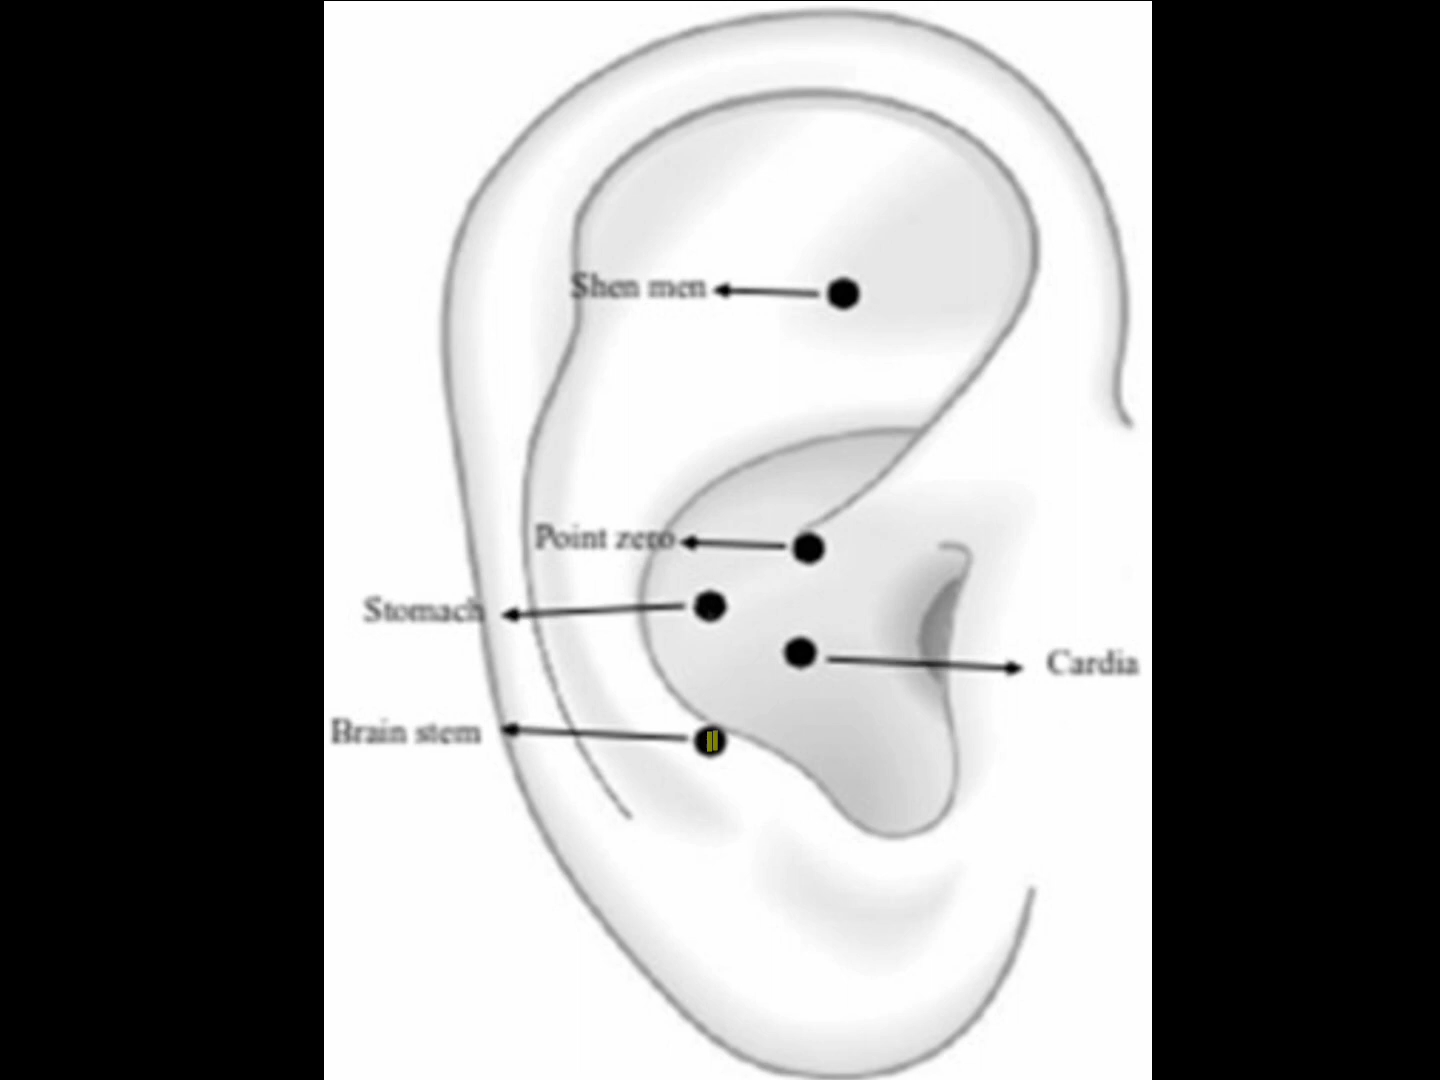 Shen men
Point zero
Stomach
Cardia
Brain stem